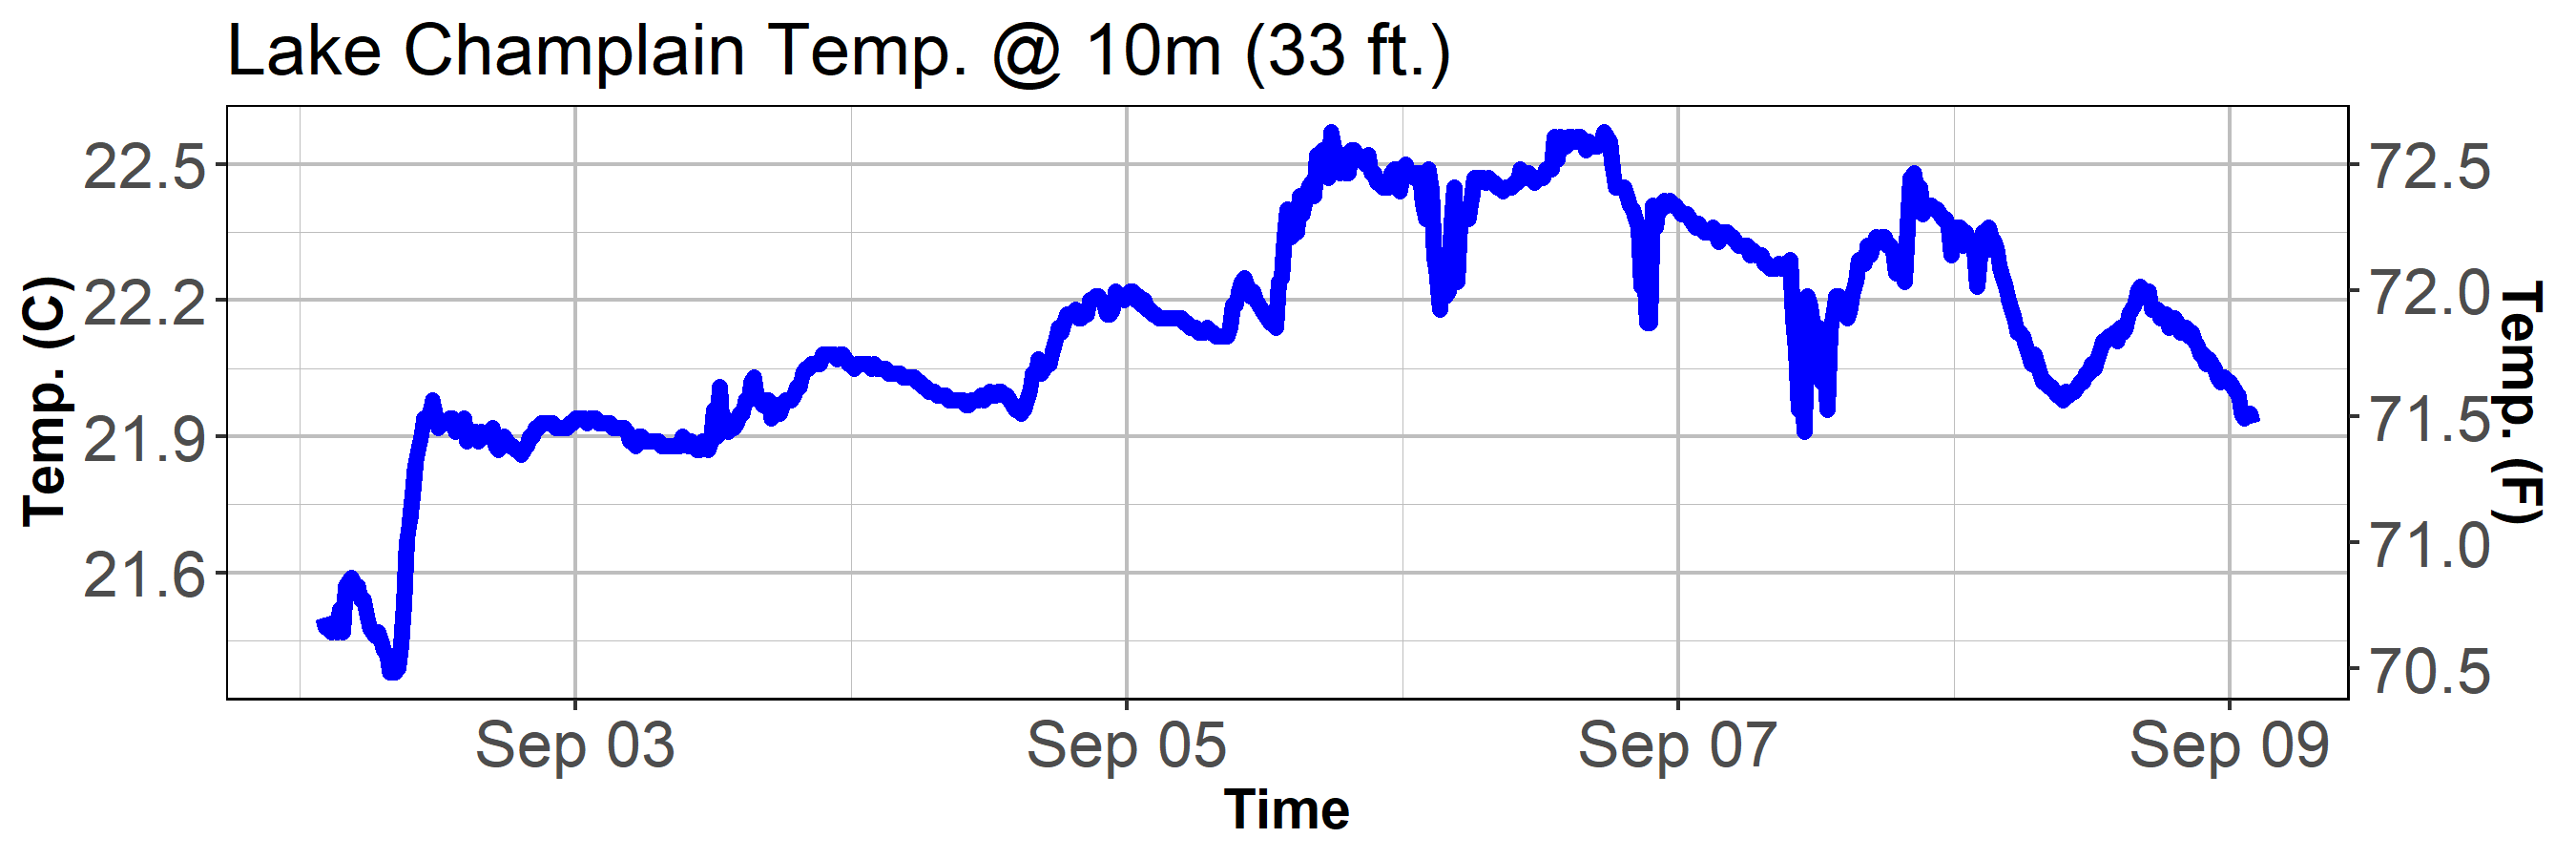 Lake Champlain Temp. @ 10m (33 ft.)
Temp. (C)
22.5
22.2
21.9
21.6
72.5
72.0
71.5
71.0
70.5
Temp. (F)
Sep 03 Sep 05 Sep 07 Sep 09
Time